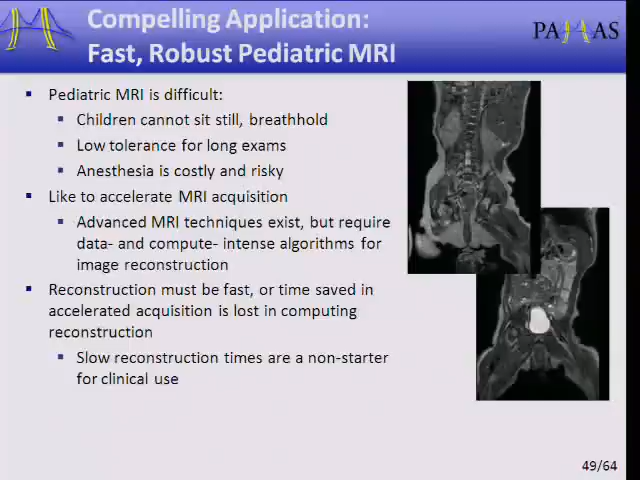 Compelling Application:
Fast, Robust Pediatric MRI
PA AS
Pediatric MRI is difficult:
Children cannot sit still, breathhold
Low tolerance for long exams
Anesthesia is costly and risky
Like to accelerate MRI acquisition
Advanced MRI techniques exist, but require
data- and compute- intense algorithms for
image reconstruction
Reconstruction must be fast, or time saved in
accelerated acquisition is lost in computing
reconstruction
Slow reconstruction times are a non-starter
for clinical use
49/64